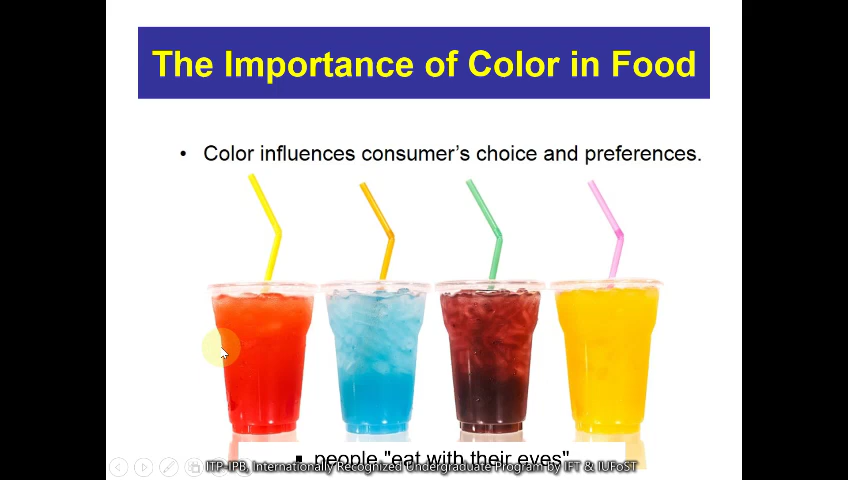 The Importance of Color in Food
• Color influences consumer's choice and preferences.
▪ people "eat with their eyes"
ITP-IPB, Internationally Recognized Undergraduate Program by IFT & IUFoST